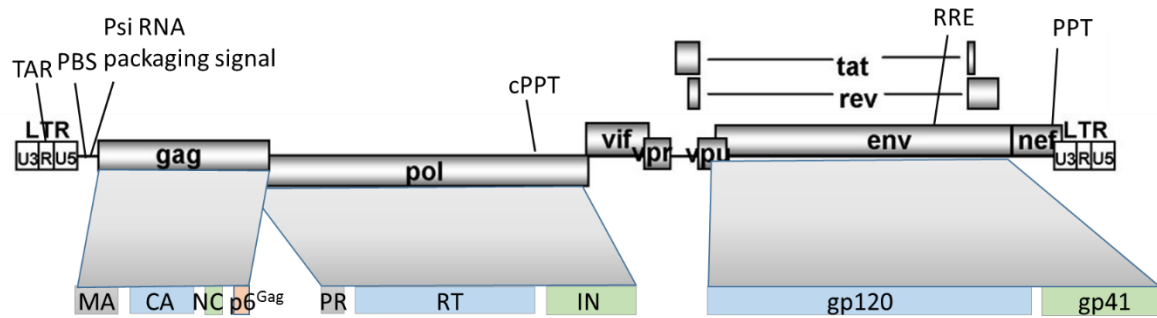 Psi RNA
packaging signal
TAR
PBS
RRE
PPT
cPPT
tat
rev
LTR
U3 R U5
gag
pol
vif
vpr
vpu
env
nef
LTR
U3 R U5
MA
CA
NC
p6Gag
PR
RT
IN
gp120
gp41